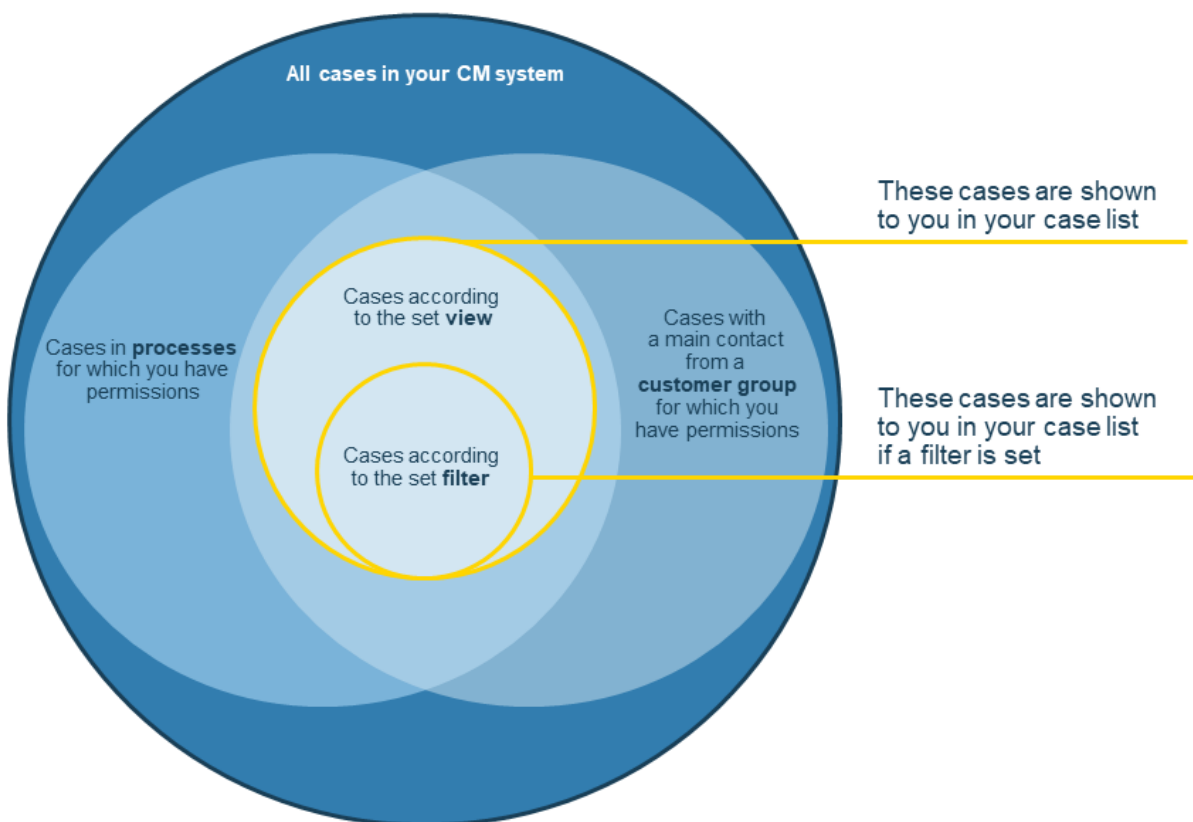 All cases in your CM system
These cases are shown
to you in your case list
Cases according
to the set view
Cases in processes
for which you have
permissions
Cases with
a main contact
from a
customer group
for which you
have permissions
These cases are shown
to you in your case list
if a filter is set
Cases according
to the set filter